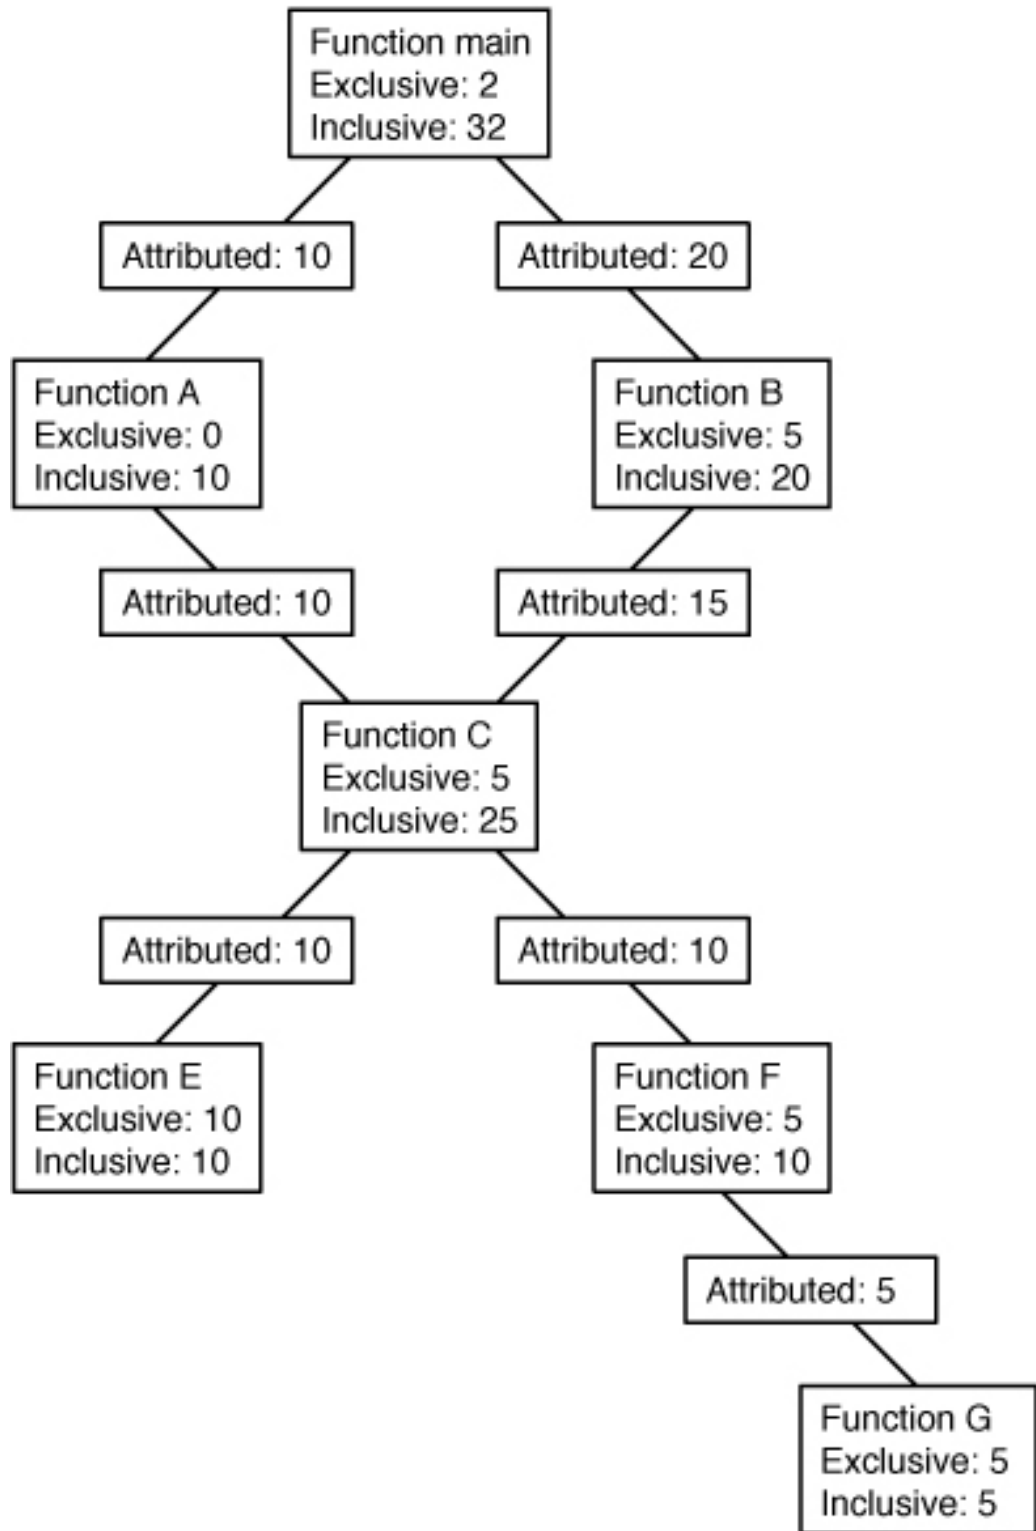 Function main
Exclusive: 2
Inclusive: 32
Attributed: 10
Attributed: 20
Function A
Exclusive: 0
Inclusive: 10
Function B
Exclusive: 5
Inclusive: 20
Attributed: 10
Attributed: 15
Function C
Exclusive: 5
Inclusive: 25
Attributed: 10
Attributed: 10
Function E
Exclusive: 10
Inclusive: 10
Function F
Exclusive: 5
Inclusive: 10
Attributed: 5
Function G
Exclusive: 5
Inclusive: 5